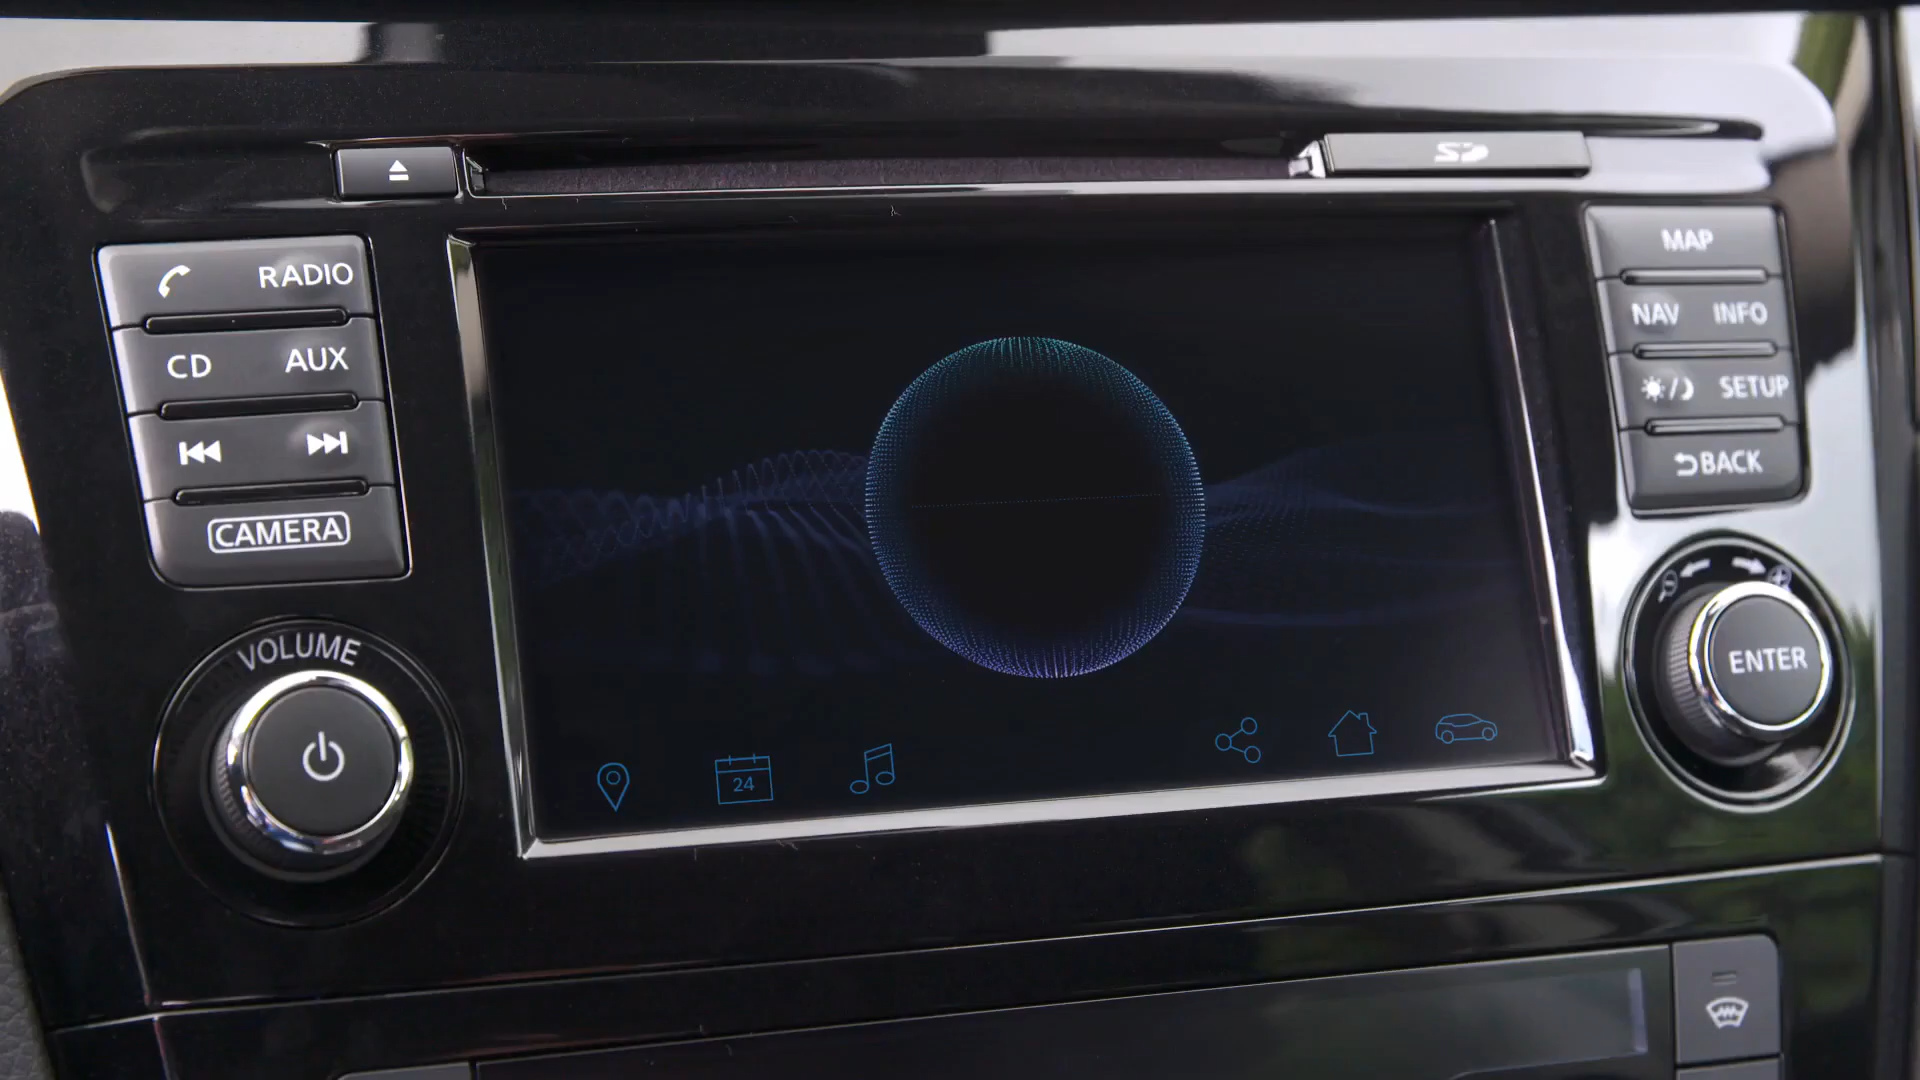 SD
RADIO
CD AUX
CAMERA
VOLUME
24
MAP
NAV INFO
SETUP
BACK
ENTER